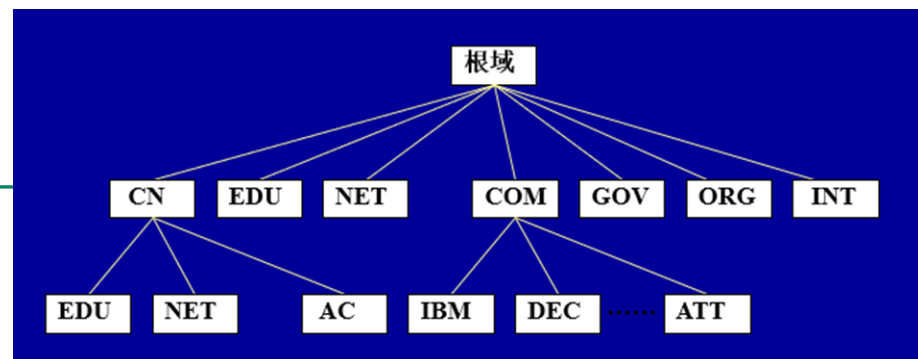 根域
CN EDU NET COM GOV ORG INT
EDU NET AC IBM DEC ······ ATT